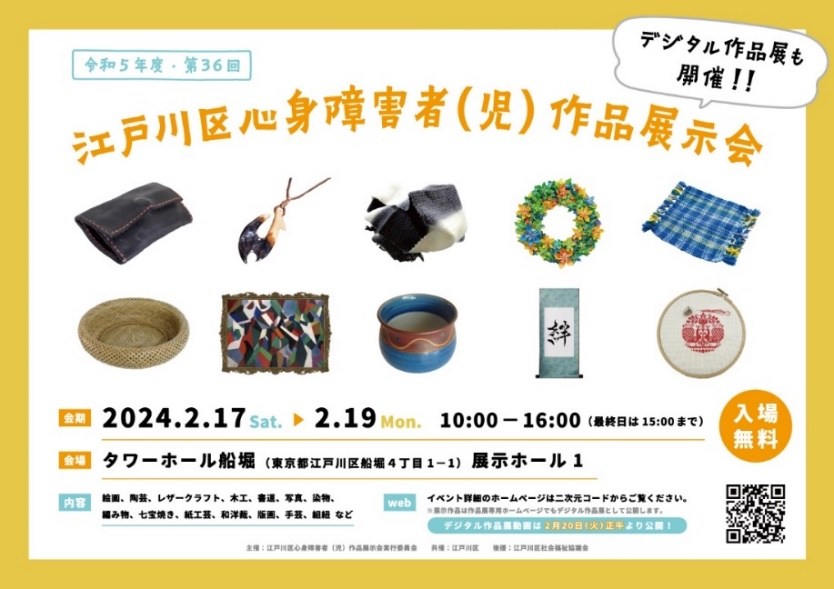 令和5年度・第36回
デジタル作品展も
開催!!
江戸川区心身障害者(児)作品展示会
絆
会期 2024.2.17 Sat. ▶ 2.19 Mon. 10:00－16:00 (最終日は15:00まで)
入場
無料
会場 タワーホール船堀 (東京都江戸川区船堀4丁目1－1) 展示ホール1
内容 絵画、陶芸、レザークラフト、木工、書道、写真、染物、
編み物、七宝焼き、紙工芸、和洋裁、版画、手芸、組紐 など
web イベント詳細のホームページは二次元コードからご覧ください。
※展示作品は作品展専用ホームページでもデジタル作品展として公開します。
デジタル作品展動画は2月20日(火)正午より公開!
主催:江戸川区心身障害者(児)作品展示会実行委員会 共催:江戸川区 後援:江戸川区社会福祉協議会